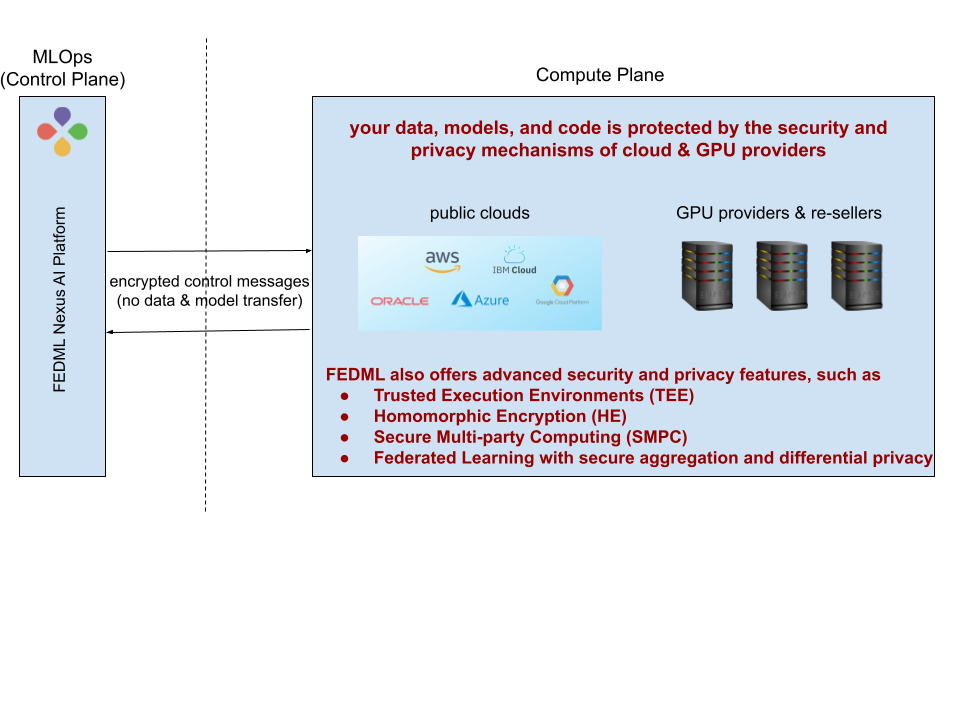 MLOps
(Control Plane)
Compute Plane
FEDML Nexus AI Platform
encrypted control messages
(no data & model transfer)
your data, models, and code is protected by the security and
privacy mechanisms of cloud & GPU providers
public clouds
GPU providers & re-sellers
aws
IBM Cloud
ORACLE
Azure
Google Cloud Platform
FEDML also offers advanced security and privacy features, such as
● Trusted Execution Environments (TEE)
● Homomorphic Encryption (HE)
● Secure Multi-party Computing (SMPC)
● Federated Learning with secure aggregation and differential privacy